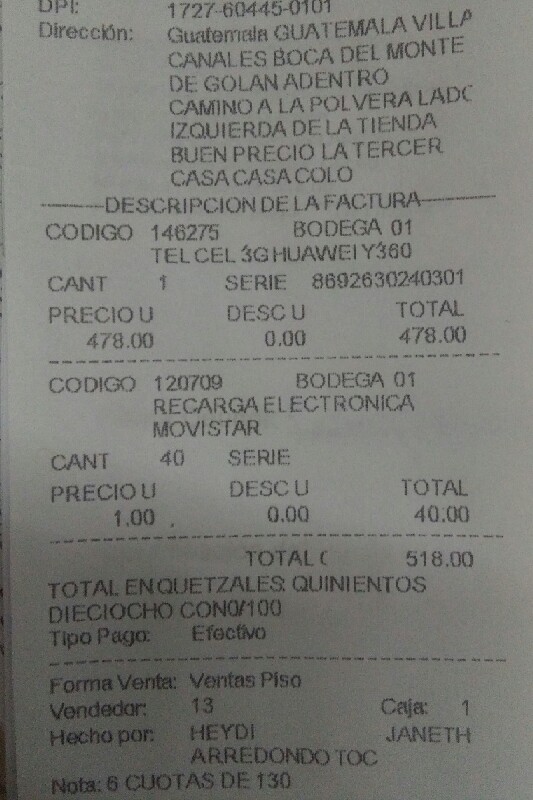 DPI: 1727-60445-0101
Dirección: Guatemala GUATEMALA VILLA
CANALES BOCA DEL MONTE
DE GOLAN ADENTRO
CAMINO A LA POLVERA LADO
IZQUIERDA DE LA TIENDA
BUEN PRECIO LA TERCER
CASA CASA COLO
--------DESCRIPCION DE LA FACTURA--------
CODIGO 146275 BODEGA 01
TEL CEL 3G HUAWEI Y360
CANT 1 SERIE 8692630240301
PRECIO U DESC U TOTAL
478.00 0.00 478.00
CODIGO 120709 BODEGA 01
RECARGA ELECTRONICA
MOVISTAR
CANT 40 SERIE
PRECIO U DESC U TOTAL
1.00 0.00 40.00
TOTAL Q 518.00
TOTAL EN QUETZALES: QUINIENTOS
DIECIOCHO CON0/100
Tipo Pago: Efectivo
Forma Venta: Ventas Piso
Vendedor: 13 Caja: 1
Hecho por: HEYDI JANETH
ARREDONDO TOC
Nota: 6 CUOTAS DE 130